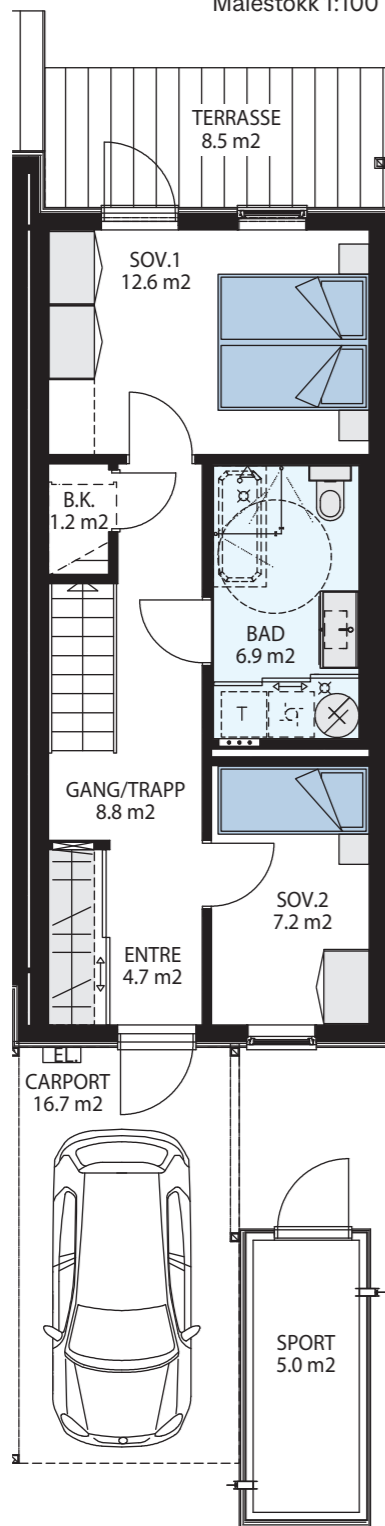 Målestokk 1:100
TERRASSE
8.5 m2
SOV.1
12.6 m2
B.K.
1.2 m2
BAD
6.9 m2
T
GANG/TRAPP
8.8 m2
SOV.2
7.2 m2
ENTRE
4.7 m2
EL.
CARPORT
16.7 m2
SPORT
5.0 m2